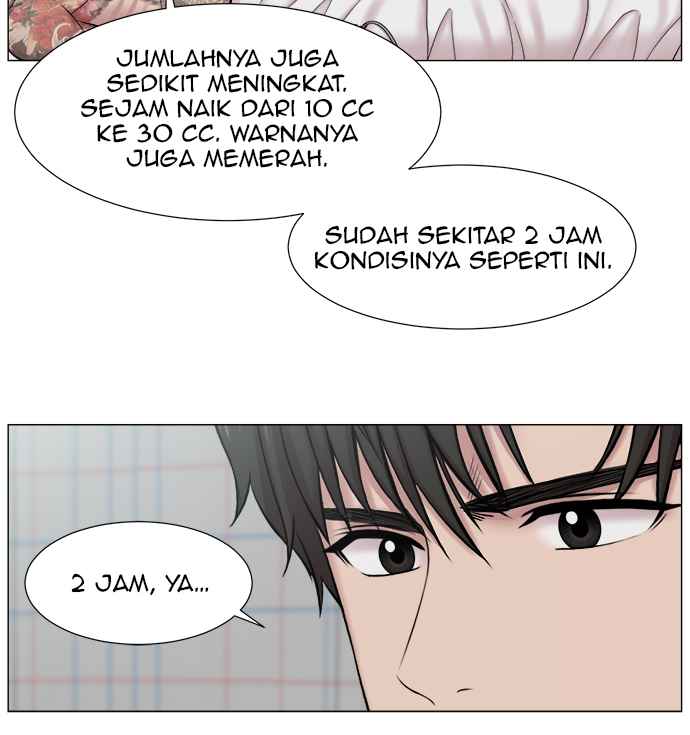 JUMLAHNYA JUGA
SEDIKIT MENINGKAT.
SEJAM NAIK DARI 10 CC
KE 30 CC. WARNANYA
JUGA MEMERAH.
SUDAH SEKITAR 2 JAM
KONDISINYA SEPERTI INI.
2 JAM, YA...